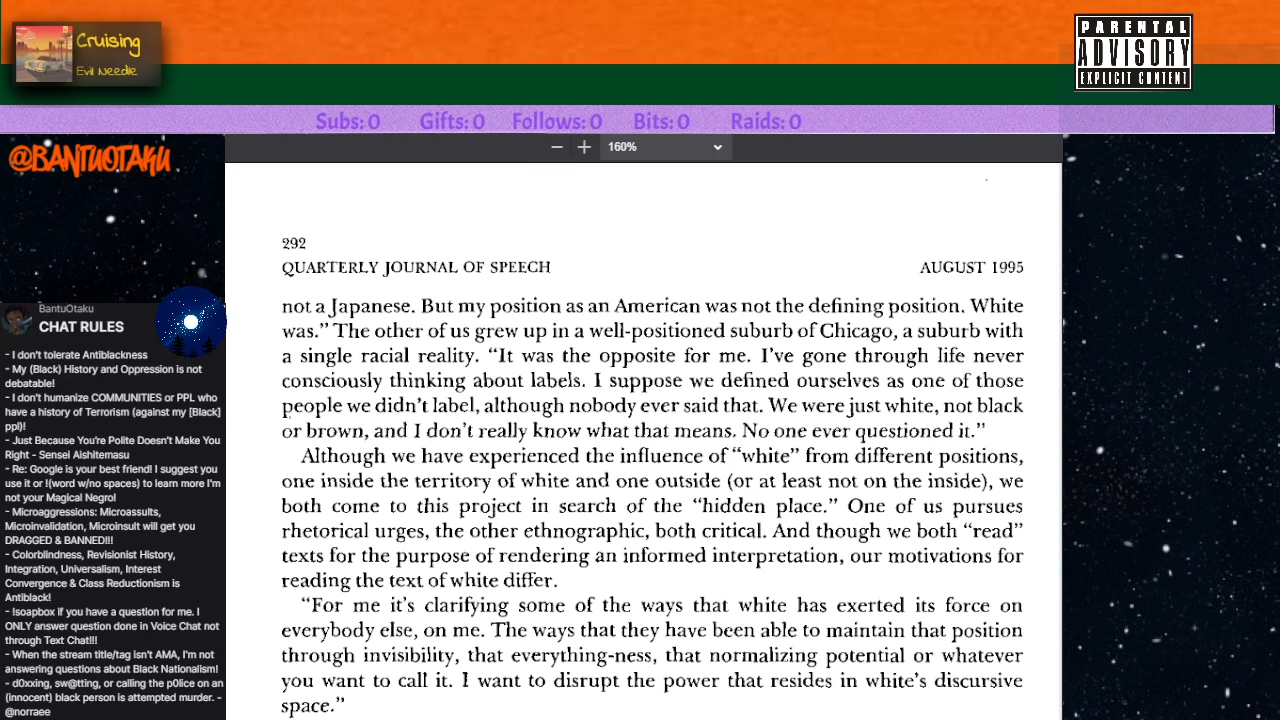 Cruising
Evil Needle
PARENTAL
ADVISORY
EXPLICIT CONTENT
Subs: 0 Gifts: 0 Follows: 0 Bits: 0 Raids: 0
@BANTUOTAKU
160%
BantuOtaku
CHAT RULES
- I don't tolerate Antiblackness
- My (Black) History and Oppression is not
debatable!
- I don't humanize COMMUNITIES or PPL who
have a history of Terrorism (against my [Black]
ppl)!
- Just Because You're Polite Doesn't Make You
Right - Sensei Aishitemasu
- Re: Google is your best friend! I suggest you
use it or !(word w/no spaces) to learn more I'm
not your Magical Negro!
- Microaggressions: Microassults,
Microinvalidation, Microinsult will get you
DRAGGED & BANNED!!!
- Colorblindness, Revisionist History,
Integration, Universalism, Interest
Convergence & Class Reductionism is
Antiblack!
- !soapbox if you have a question for me. I
ONLY answer question done in Voice Chat not
through Text Chat!!!
- When the stream title/tag isn't AMA, I'm not
answering questions about Black Nationalism!
- d0xxing, sw@tting, or calling the p0lice on an
(innocent) black person is attempted murder. -
@norraee
292
QUARTERLY JOURNAL OF SPEECH AUGUST 1995
not a Japanese. But my position as an American was not the defining position. White
was." The other of us grew up in a well-positioned suburb of Chicago, a suburb with
a single racial reality. "It was the opposite for me. I've gone through life never
consciously thinking about labels. I suppose we defined ourselves as one of those
people we didn't label, although nobody ever said that. We were just white, not black
or brown, and I don't really know what that means. No one ever questioned it."
Although we have experienced the influence of "white" from different positions,
one inside the territory of white and one outside (or at least not on the inside), we
both come to this project in search of the "hidden place." One of us pursues
rhetorical urges, the other ethnographic, both critical. And though we both "read"
texts for the purpose of rendering an informed interpretation, our motivations for
reading the text of white differ.
"For me it's clarifying some of the ways that white has exerted its force on
everybody else, on me. The ways that they have been able to maintain that position
through invisibility, that everything-ness, that normalizing potential or whatever
you want to call it. I want to disrupt the power that resides in white's discursive
space."